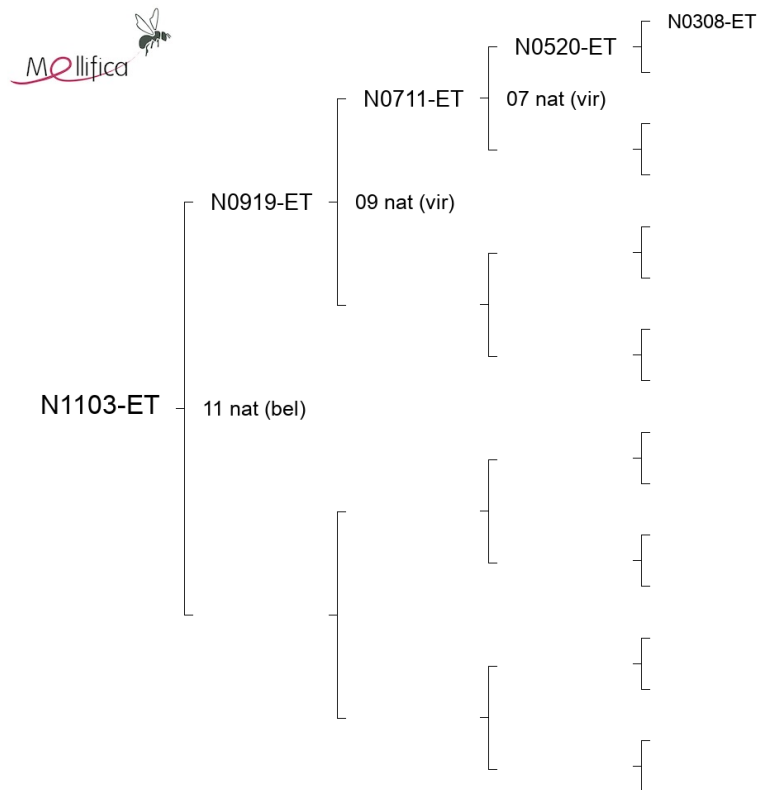 Mellifica
N0308-ET
N0520-ET
N0711-ET
07 nat (vir)
N0919-ET
09 nat (vir)
N1103-ET
11 nat (bel)